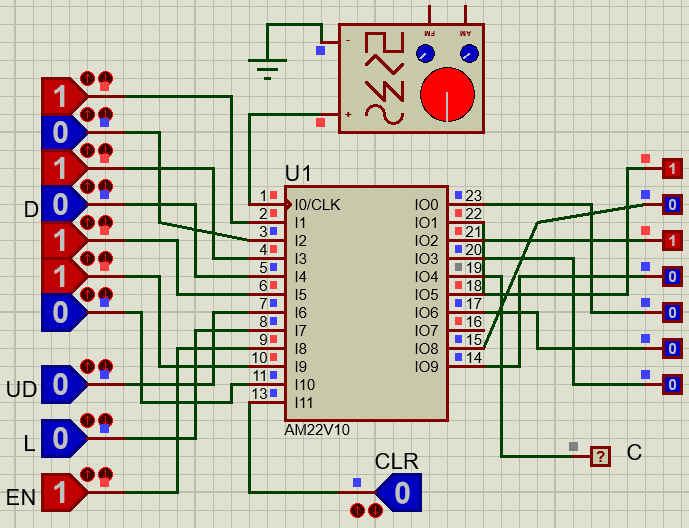 FM AM
-
+
1
0
1
D 0
1
1
0
UD 0
L 0
EN 1
U1
1 I0/CLK IO0 23
2 I1 IO1 22
3 I2 IO2 21
4 I3 IO3 20
5 I4 IO4 19
6 I5 IO5 18
7 I6 IO6 17
8 I7 IO7 16
9 I8 IO8 15
10 I9 IO9 14
11 I10
13 I11
AM22V10
CLR
0
1
0
1
0
0
0
0
? C